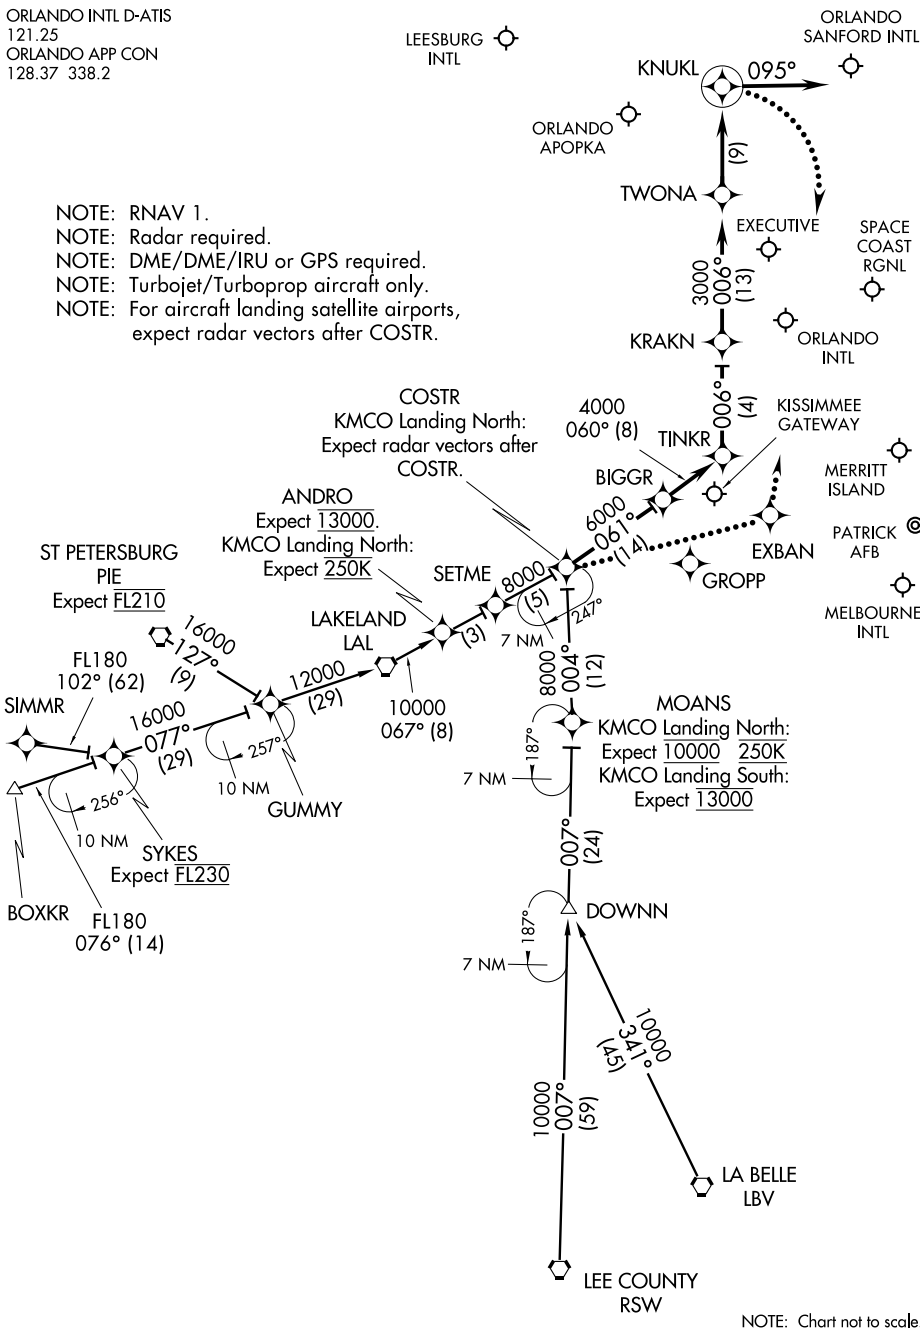 ORLANDO INTL D-ATIS
121.25
ORLANDO APP CON
128.37 338.2
LEESBURG
INTL
ORLANDO
SANFORD INTL
KNUKL
095°
ORLANDO
APOPKA
(9)
TWONA
NOTE: RNAV 1.
NOTE: Radar required.
NOTE: DME/DME/IRU or GPS required.
NOTE: Turbojet/Turboprop aircraft only.
NOTE: For aircraft landing satellite airports,
expect radar vectors after COSTR.
EXECUTIVE
SPACE
COAST
RGNL
3000
006°
(13)
KRAKN
ORLANDO
INTL
006°
(4)
COSTR
KMCO Landing North:
Expect radar vectors after
COSTR.
4000
060° (8)
TINKR
KISSIMMEE
GATEWAY
BIGGR
MERRITT
ISLAND
ANDRO
Expect 13000.
KMCO Landing North:
Expect 250K
6000
061°
(14)
EXBAN
PATRICK
AFB
GROPP
MELBOURNE
INTL
ST PETERSBURG
PIE
Expect FL210
SETME
8000
(5)
247°
7 NM
LAKELAND
LAL
(3)
16000
127°
(9)
12000
(29)
10000
067° (8)
8000
004°
(12)
FL180
102° (62)
SIMMR
16000
077°
(29)
257°
10 NM
GUMMY
MOANS
KMCO Landing North:
Expect 10000 250K
KMCO Landing South:
Expect 13000
187°
7 NM
256°
10 NM
SYKES
Expect FL230
BOXKR
FL180
076° (14)
007°
(24)
DOWNN
187°
7 NM
10000
341°
(45)
10000
007°
(59)
LA BELLE
LBV
LEE COUNTY
RSW
NOTE: Chart not to scale